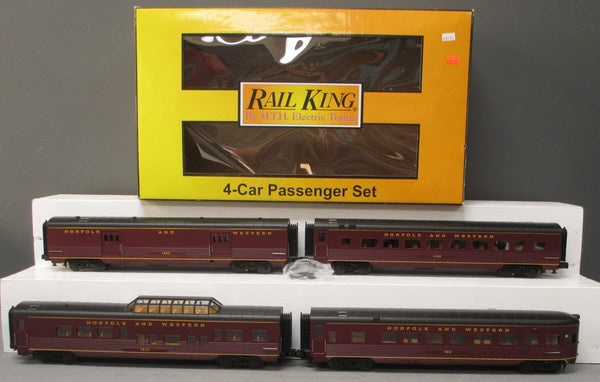 RAIL KING
By M.T.H. Electric Trains
4-Car Passenger Set
NORFOLK AND WESTERN
NORFOLK AND WESTERN
NORFOLK AND WESTERN
NORFOLK AND WESTERN